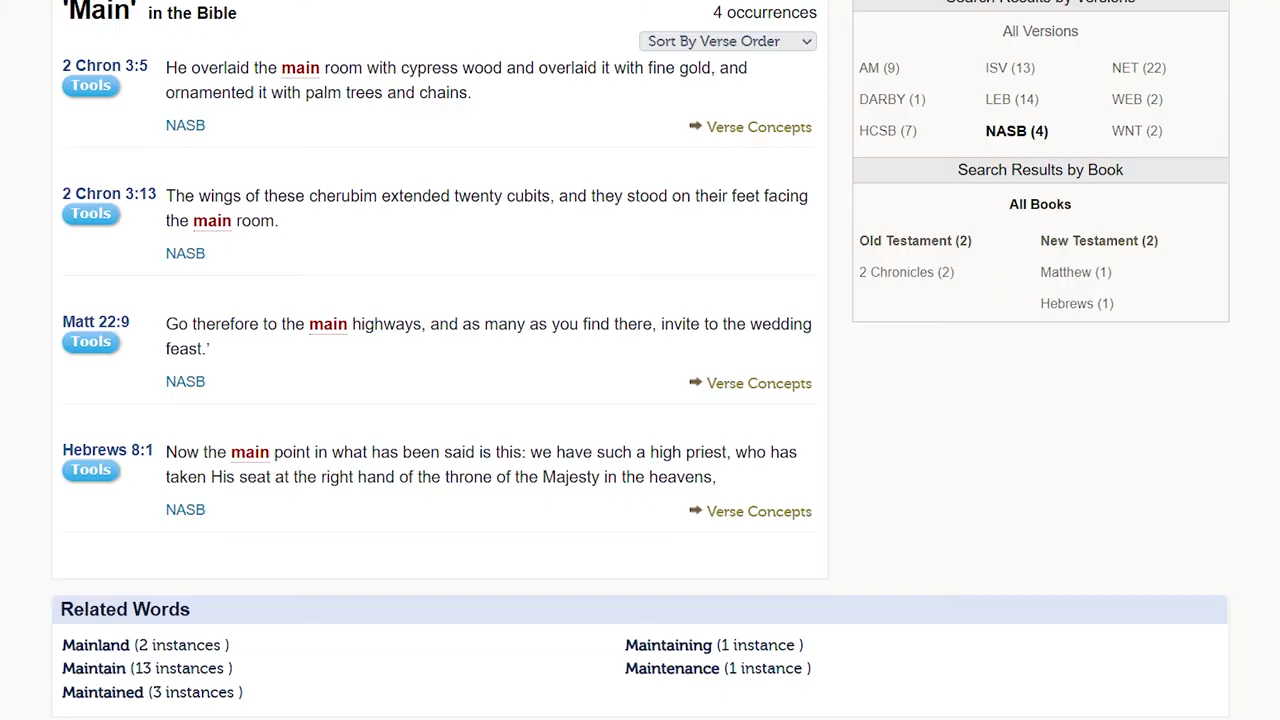 'Main' in the Bible
4 occurrences
Sort By Verse Order
2 Chron 3:5
Tools
He overlaid the main room with cypress wood and overlaid it with fine gold, and
ornamented it with palm trees and chains.
NASB
Verse Concepts
2 Chron 3:13
Tools
The wings of these cherubim extended twenty cubits, and they stood on their feet facing
the main room.
NASB
Matt 22:9
Tools
Go therefore to the main highways, and as many as you find there, invite to the wedding
feast.’
NASB
Verse Concepts
Hebrews 8:1
Tools
Now the main point in what has been said is this: we have such a high priest, who has
taken His seat at the right hand of the throne of the Majesty in the heavens,
NASB
Verse Concepts
Search Results by Versions
All Versions
AM (9) ISV (13) NET (22)
DARBY (1) LEB (14) WEB (2)
HCSB (7) NASB (4) WNT (2)
Search Results by Book
All Books
Old Testament (2) New Testament (2)
2 Chronicles (2) Matthew (1)
Hebrews (1)
Related Words
Mainland (2 instances )
Maintain (13 instances )
Maintained (3 instances )
Maintaining (1 instance )
Maintenance (1 instance )